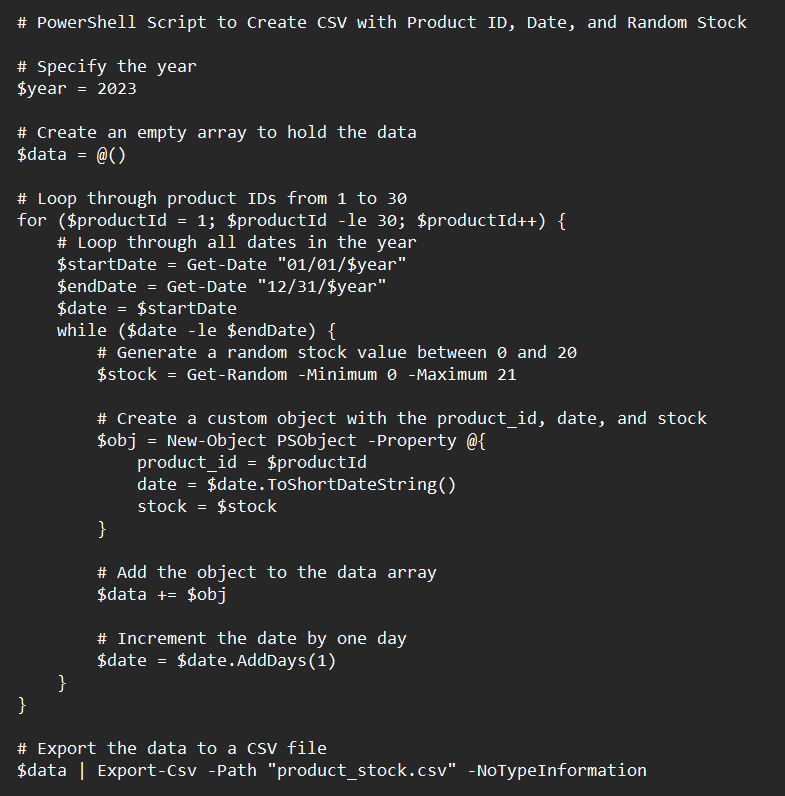 # PowerShell Script to Create CSV with Product ID, Date, and Random Stock

# Specify the year
$year = 2023

# Create an empty array to hold the data
$data = @()

# Loop through product IDs from 1 to 30
for ($productId = 1; $productId -le 30; $productId++) {
    # Loop through all dates in the year
    $startDate = Get-Date "01/01/$year"
    $endDate = Get-Date "12/31/$year"
    $date = $startDate
    while ($date -le $endDate) {
        # Generate a random stock value between 0 and 20
        $stock = Get-Random -Minimum 0 -Maximum 21

        # Create a custom object with the product_id, date, and stock
        $obj = New-Object PSObject -Property @{
            product_id = $productId
            date = $date.ToShortDateString()
            stock = $stock
        }

        # Add the object to the data array
        $data += $obj

        # Increment the date by one day
        $date = $date.AddDays(1)
    }
}

# Export the data to a CSV file
$data | Export-Csv -Path "product_stock.csv" -NoTypeInformation